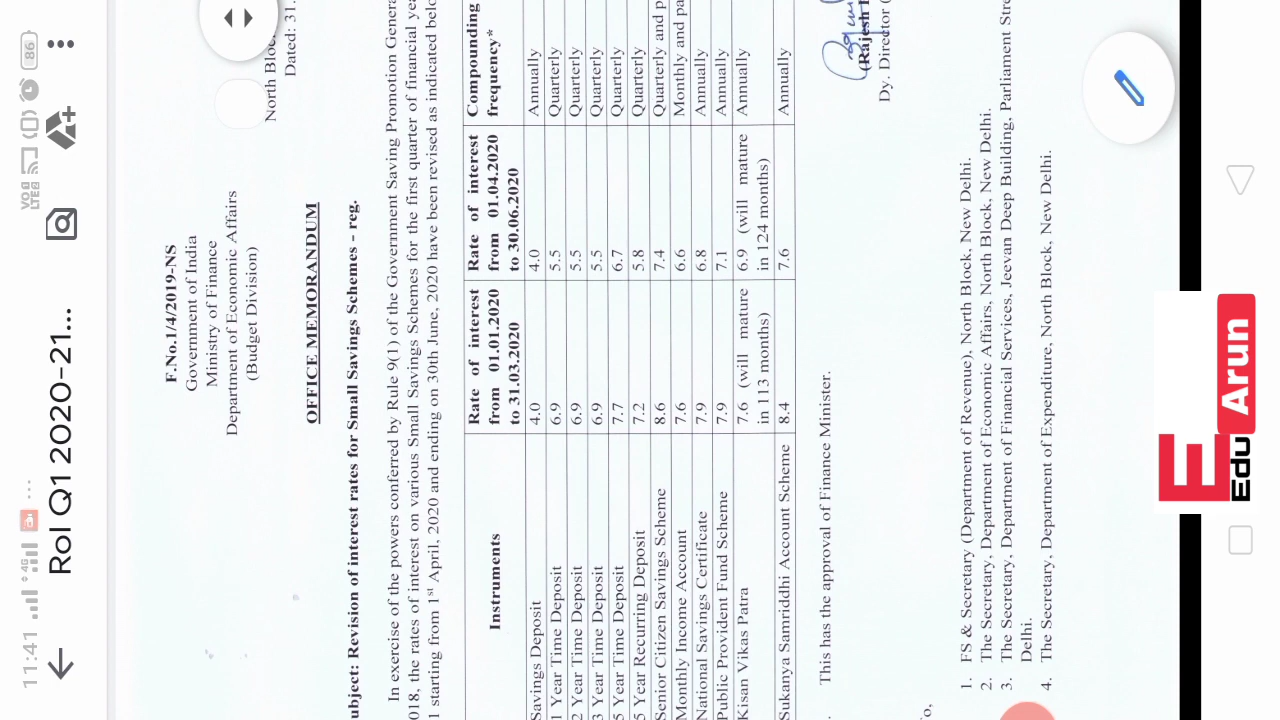 11:41
4G
VoO
LTE2
86
RoI Q1 2020-21...
F.No.1/4/2019-NS
Government of India
Ministry of Finance
Department of Economic Affairs
(Budget Division)
North Bloc
Dated: 31.
OFFICE MEMORANDUM
ubject: Revision of interest rates for Small Savings Schemes - reg.
In exercise of the powers conferred by Rule 9(1) of the Government Saving Promotion Genera
018, the rates of interest on various Small Savings Schemes for the first quarter of financial yea
1 starting from 1st April, 2020 and ending on 30th June, 2020 have been revised as indicated belo
Instruments Rate of interest from 01.01.2020 to 31.03.2020 Rate of interest from 01.04.2020 to 30.06.2020 Compounding frequency*
Savings Deposit 4.0 4.0 Annually
1 Year Time Deposit 6.9 5.5 Quarterly
2 Year Time Deposit 6.9 5.5 Quarterly
3 Year Time Deposit 6.9 5.5 Quarterly
5 Year Time Deposit 7.7 6.7 Quarterly
5 Year Recurring Deposit 7.2 5.8 Quarterly
Senior Citizen Savings Scheme 8.6 7.4 Quarterly and p
Monthly Income Account 7.6 6.6 Monthly and pa
National Savings Certificate 7.9 6.8 Annually
Public Provident Fund Scheme 7.9 7.1 Annually
Kisan Vikas Patra 7.6 (will mature in 113 months) 6.9 (will mature in 124 months) Annually
Sukanya Samriddhi Account Scheme 8.4 7.6 Annually
. This has the approval of Finance Minister.
(Rajesh
Dy. Director (
o,
1. FS & Secretary (Department of Revenue), North Block, New Delhi.
2. The Secretary, Department of Economic Affairs, North Block, New Delhi.
3. The Secretary, Department of Financial Services, Jeevan Deep Building, Parliament Stre
Delhi.
4. The Secretary, Department of Expenditure, North Block, New Delhi.
E Arun
Edu